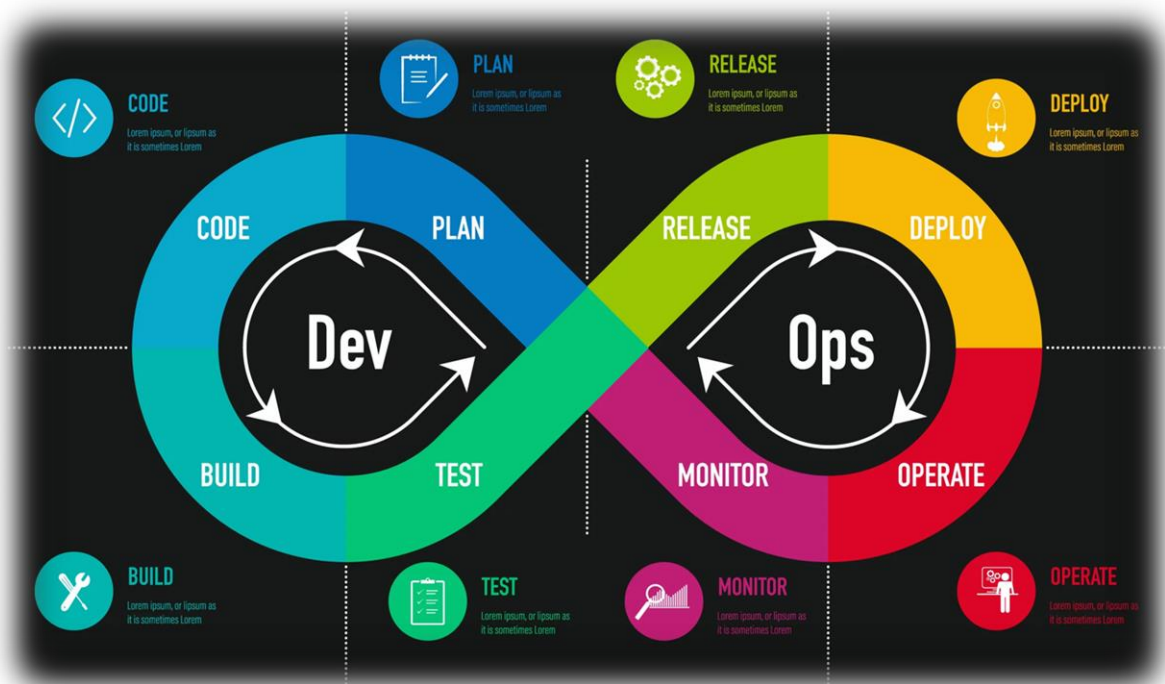 PLAN
Lorem ipsum, or lipsum as
it is sometimes Lorem
RELEASE
Lorem ipsum, or lipsum as
it is sometimes Lorem
CODE
Lorem ipsum, or lipsum as
it is sometimes Lorem
DEPLOY
Lorem ipsum, or lipsum as
it is sometimes Lorem
CODE
PLAN
RELEASE
DEPLOY
Dev
Ops
BUILD
TEST
MONITOR
OPERATE
BUILD
Lorem ipsum, or lipsum as
it is sometimes Lorem
TEST
Lorem ipsum, or lipsum as
it is sometimes Lorem
MONITOR
Lorem ipsum, or lipsum as
it is sometimes Lorem
OPERATE
Lorem ipsum, or lipsum as
it is sometimes Lorem